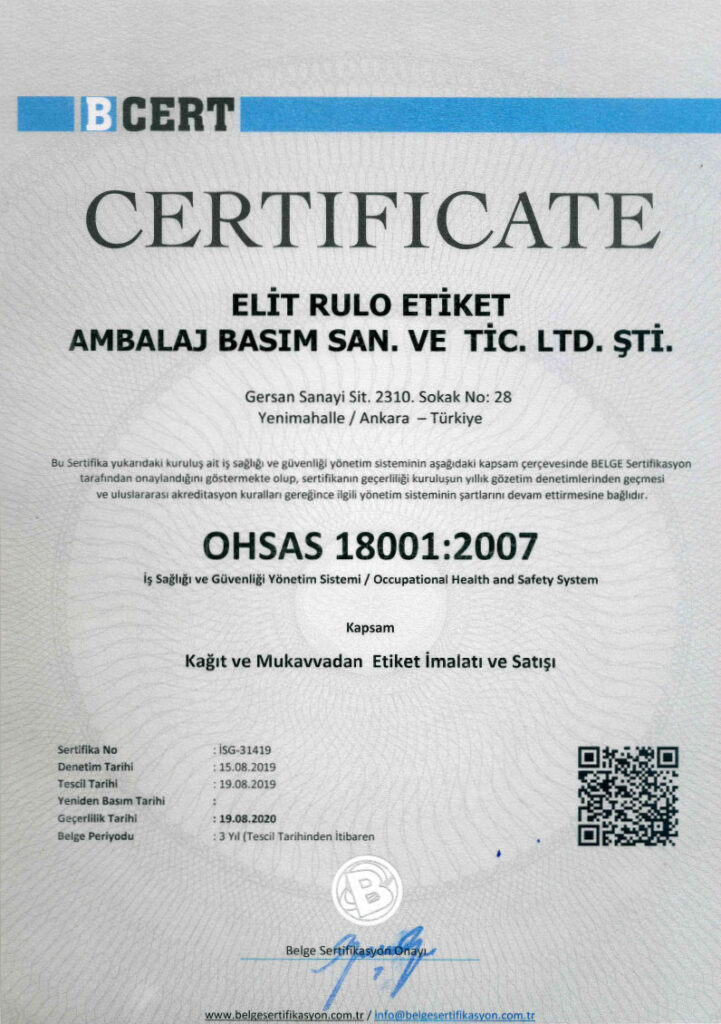 BCERT
CERTIFICATE
ELİT RULO ETİKET
AMBALAJ BASIM SAN. VE TİC. LTD. ŞTİ.
Gersan Sanayi Sit. 2310. Sokak No: 28
Yenimahalle / Ankara – Türkiye
Bu Sertifika yukarıdaki kuruluş ait iş sağlığı ve güvenliği yönetim sisteminin aşağıdaki kapsam çerçevesinde BELGE Sertifikasyon
tarafından onaylandığını göstermekte olup, sertifikanın geçerliliği kuruluşun yıllık gözetim denetimlerinden geçmesi
ve uluslararası akreditasyon kuralları gereğince ilgili yönetim sisteminin şartlarını devam ettirmesine bağlıdır.
OHSAS 18001:2007
İş Sağlığı ve Güvenliği Yönetim Sistemi / Occupational Health and Safety System
Kapsam
Kağıt ve Mukavvadan Etiket İmalatı ve Satışı
Sertifika No : İSG-31419
Denetim Tarihi : 15.08.2019
Tescil Tarihi : 19.08.2019
Yeniden Basım Tarihi :
Geçerlilik Tarihi : 19.08.2020
Belge Periyodu : 3 Yıl (Tescil Tarihinden İtibaren
B
Belge Sertifikasyon Onayı
www.belgesertifikasyon.com.tr / info@belgesertifikasyon.com.tr